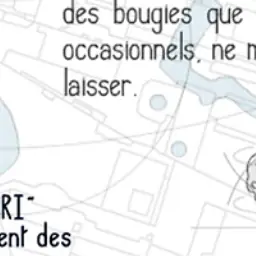 des bougies que
occasionnels, ne
laisser.
RI-
ent des